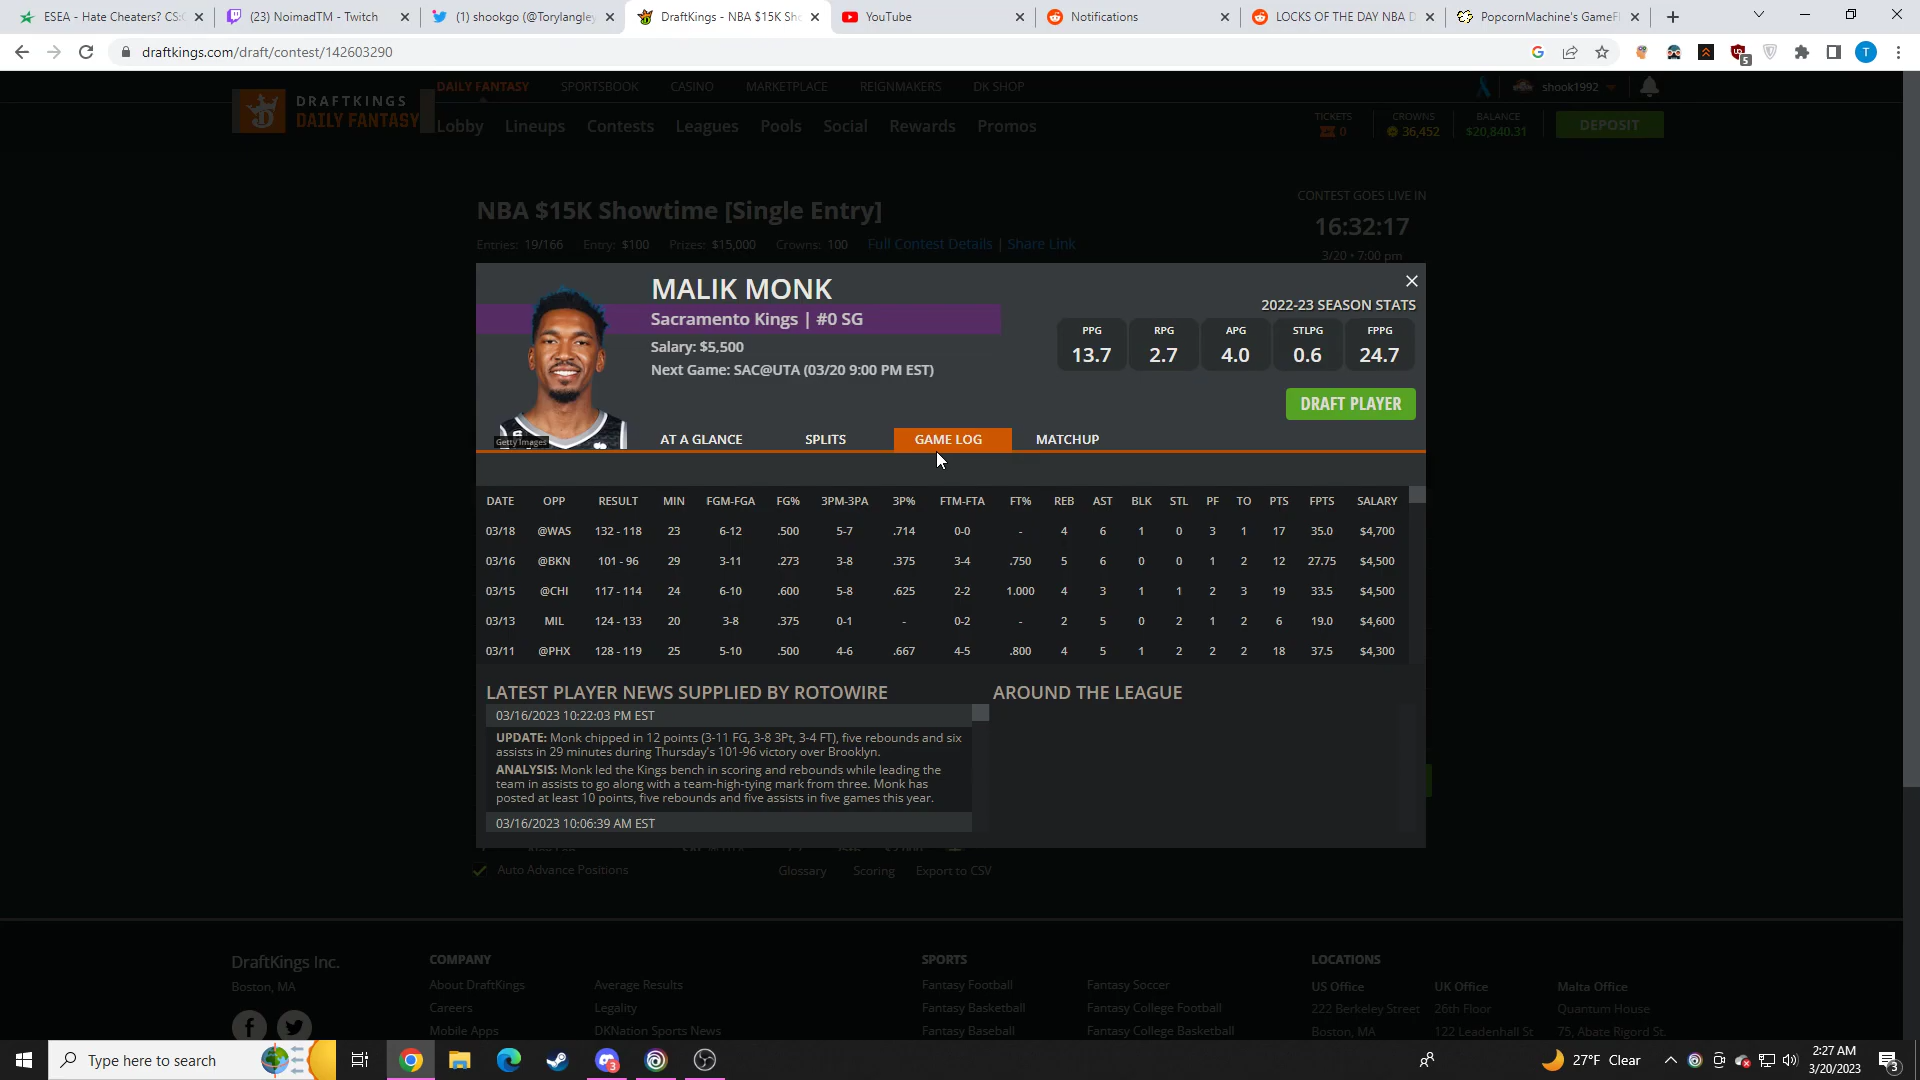 ESEA - Hate Cheaters? CS:G
(23) NoimadTM - Twitch
(1) shookgo (@Torylangley
DraftKings - NBA $15K Sho
YouTube
Notifications
LOCKS OF THE DAY NBA D
PopcornMachine's GameFl
draftkings.com/draft/contest/142603290
T
5
DAILY FANTASY SPORTSBOOK CASINO MARKETPLACE REIGNMAKERS DK SHOP
shook1992
DRAFTKINGS
DAILY FANTASY
Lobby Lineups Contests Leagues Pools Social Rewards Promos
TICKETS
0
CROWNS
36,452
BALANCE
$20,840.31
DEPOSIT
NBA $15K Showtime [Single Entry]
CONTEST GOES LIVE IN
16:32:17
3/20 • 7:00 pm
Entries: 19/166 Entry: $100 Prizes: $15,000 Crowns: 100 Full Contest Details | Share Link
MALIK MONK
Sacramento Kings | #0 SG
Salary: $5,500
Next Game: SAC@UTA (03/20 9:00 PM EST)
Getty Images
2022-23 SEASON STATS
PPG RPG APG STLPG FPPG
13.7 2.7 4.0 0.6 24.7
DRAFT PLAYER
AT A GLANCE SPLITS GAME LOG MATCHUP
DATE OPP RESULT MIN FGM-FGA FG% 3PM-3PA 3P% FTM-FTA FT% REB AST BLK STL PF TO PTS FPTS SALARY
03/18 @WAS 132 - 118 23 6-12 .500 5-7 .714 0-0 - 4 6 1 0 3 1 17 35.0 $4,700
03/16 @BKN 101 - 96 29 3-11 .273 3-8 .375 3-4 .750 5 6 0 0 1 2 12 27.75 $4,500
03/15 @CHI 117 - 114 24 6-10 .600 5-8 .625 2-2 1.000 4 3 1 1 2 3 19 33.5 $4,500
03/13 MIL 124 - 133 20 3-8 .375 0-1 - 0-2 - 2 5 0 2 1 2 6 19.0 $4,600
03/11 @PHX 128 - 119 25 5-10 .500 4-6 .667 4-5 .800 4 5 1 2 2 2 18 37.5 $4,300
LATEST PLAYER NEWS SUPPLIED BY ROTOWIRE
03/16/2023 10:22:03 PM EST
UPDATE: Monk chipped in 12 points (3-11 FG, 3-8 3Pt, 3-4 FT), five rebounds and six
assists in 29 minutes during Thursday's 101-96 victory over Brooklyn.
ANALYSIS: Monk led the Kings bench in scoring and rebounds while leading the
team in assists to go along with a team-high-tying mark from three. Monk has
posted at least 10 points, five rebounds and five assists in five games this year.
03/16/2023 10:06:39 AM EST
AROUND THE LEAGUE
Auto Advance Positions
Glossary Scoring Export to CSV
DraftKings Inc.
Boston, MA
COMPANY
About DraftKings
Careers
Mobile Apps
Average Results
Legality
DKNation Sports News
SPORTS
Fantasy Football
Fantasy Basketball
Fantasy Baseball
Fantasy Soccer
Fantasy College Football
Fantasy College Basketball
LOCATIONS
US Office
222 Berkeley Street
Boston, MA
UK Office
26th Floor
122 Leadenhall St
Malta Office
Quantum House
75, Abate Rigord St.
Type here to search
3
27°F Clear
2:27 AM
3/20/2023
3